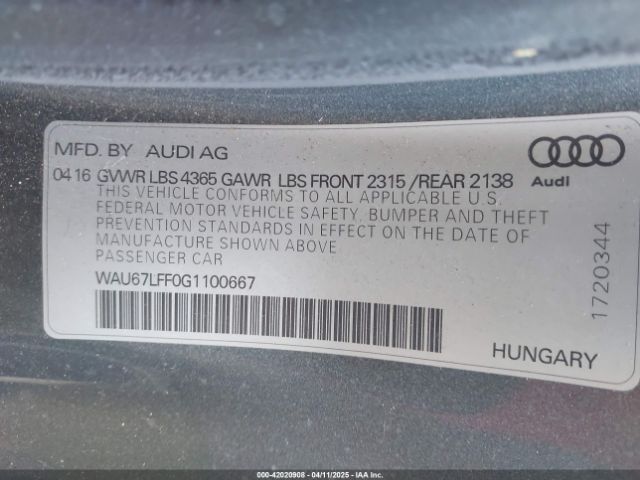 MFD. BY AUDI AG
04 16 GVWR LBS 4365 GAWR LBS FRONT 2315 /REAR 2138
THIS VEHICLE CONFORMS TO ALL APPLICABLE U.S.
FEDERAL MOTOR VEHICLE SAFETY, BUMPER AND THEFT
PREVENTION STANDARDS IN EFFECT ON THE DATE OF
MANUFACTURE SHOWN ABOVE
PASSENGER CAR
WAU67LFF0G1100667
Audi
1720344
HUNGARY
000-42020908 - 04/11/2025 - IAAI.COM